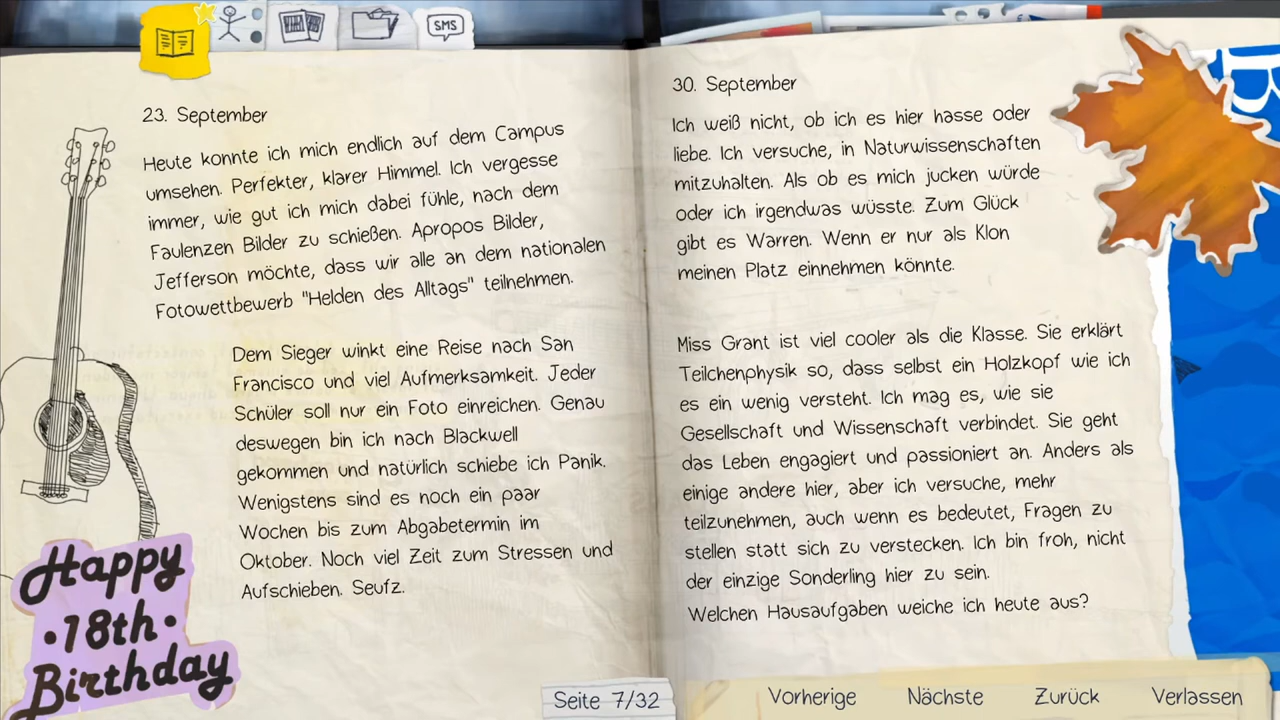 SMS
23. September
Heute konnte ich mich endlich auf dem Campus
umsehen. Perfekter, klarer Himmel. Ich vergesse
immer, wie gut ich mich dabei fühle, nach dem
Faulenzen Bilder zu schießen. Apropos Bilder,
Jefferson möchte, dass wir alle an dem nationalen
Fotowettbewerb "Helden des Alltags" teilnehmen.
Dem Sieger winkt eine Reise nach San
Francisco und viel Aufmerksamkeit. Jeder
Schüler soll nur ein Foto einreichen. Genau
deswegen bin ich nach Blackwell
gekommen und natürlich schiebe ich Panik.
Wenigstens sind es noch ein paar
Wochen bis zum Abgabetermin im
Oktober. Noch viel Zeit zum Stressen und
Aufschieben. Seufz.
Happy
•18th•
Birthday
30. September
Ich weiß nicht, ob ich es hier hasse oder
liebe. Ich versuche, in Naturwissenschaften
mitzuhalten. Als ob es mich jucken würde
oder ich irgendwas wüsste. Zum Glück
gibt es Warren. Wenn er nur als Klon
meinen Platz einnehmen könnte.
Miss Grant ist viel cooler als die Klasse. Sie erklärt
Teilchenphysik so, dass selbst ein Holzkopf wie ich
es ein wenig versteht. Ich mag es, wie sie
Gesellschaft und Wissenschaft verbindet. Sie geht
das Leben engagiert und passioniert an. Anders als
einige andere hier, aber ich versuche, mehr
teilzunehmen, auch wenn es bedeutet, Fragen zu
stellen statt sich zu verstecken. Ich bin froh, nicht
der einzige Sonderling hier zu sein.
Welchen Hausaufgaben weiche ich heute aus?
Seite 7/32
Vorherige Nächste Zurück Verlassen